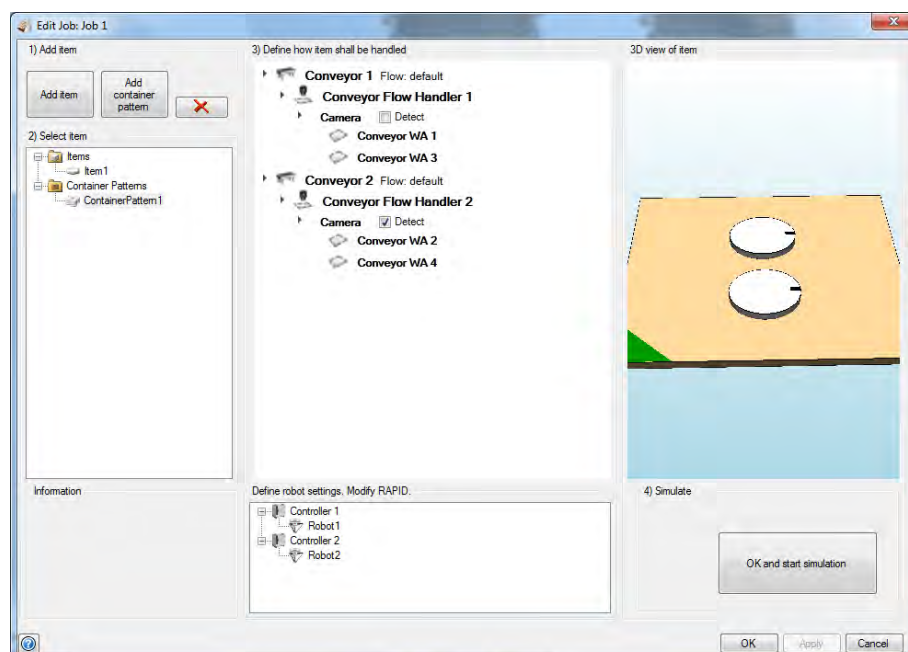 Edit Job: Job 1
1) Add item
Add item
Add container pattern
2) Select item
Items
Item1
Container Patterns
ContainerPattern1
Information
3) Define how item shall be handled
Conveyor 1 Flow: default
Conveyor Flow Handler 1
Camera Detect
Conveyor WA 1
Conveyor WA 3
Conveyor 2 Flow: default
Conveyor Flow Handler 2
Camera Detect
Conveyor WA 2
Conveyor WA 4
Define robot settings. Modify RAPID.
Controller 1
Robot1
Controller 2
Robot2
3D view of item
4) Simulate
OK and start simulation
OK
Apply
Cancel